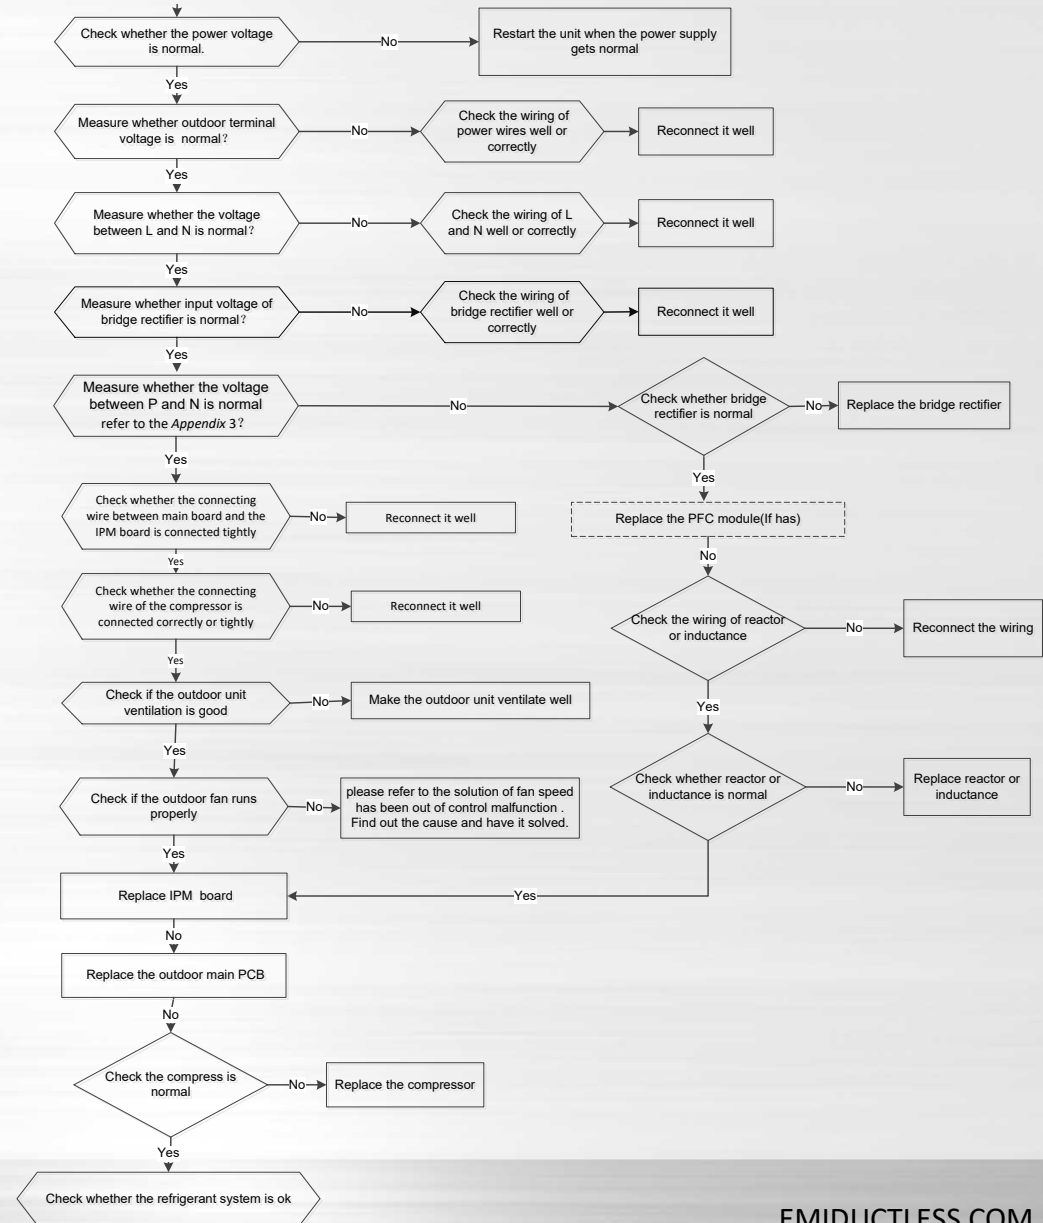 Check whether the power voltage
is normal.
No
Restart the unit when the power supply
gets normal
Yes
Measure whether outdoor terminal
voltage is normal?
No
Check the wiring of
power wires well or
correctly
Reconnect it well
Yes
Measure whether the voltage
between L and N is normal?
No
Check the wiring of L
and N well or correctly
Reconnect it well
Yes
Measure whether input voltage of
bridge rectifier is normal?
No
Check the wiring of
bridge rectifier well or
correctly
Reconnect it well
Yes
Measure whether the voltage
between P and N is normal
refer to the Appendix 3?
No
Check whether bridge
rectifier is normal
No
Replace the bridge rectifier
Yes
Yes
Check whether the connecting
wire between main board and the
IPM board is connected tightly
No
Reconnect it well
Replace the PFC module(If has)
Yes
No
Check whether the connecting
wire of the compressor is
connected correctly or tightly
No
Reconnect it well
Check the wiring of reactor
or inductance
No
Reconnect the wiring
Yes
Check if the outdoor unit
ventilation is good
No
Make the outdoor unit ventilate well
Yes
Yes
Check if the outdoor fan runs
properly
No
please refer to the solution of fan speed
has been out of control malfunction .
Find out the cause and have it solved.
Check whether reactor or
inductance is normal
No
Replace reactor or
inductance
Yes
Replace IPM board
Yes
No
Replace the outdoor main PCB
No
Check the compress is
normal
No
Replace the compressor
Yes
Check whether the refrigerant system is ok
EMIDUCTLESS.COM